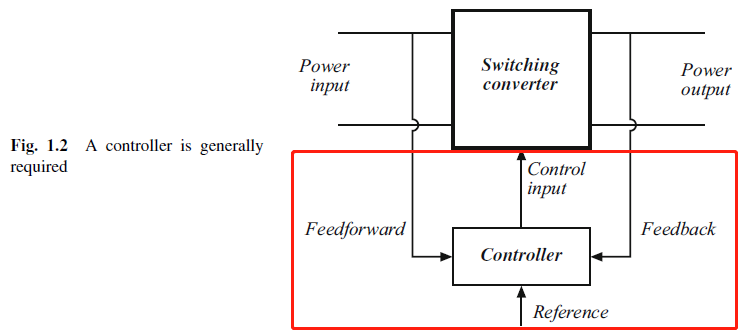 Power
input
Switching
converter
Power
output
Fig. 1.2 A controller is generally
required
Control
input
Feedforward
Controller
Feedback
Reference